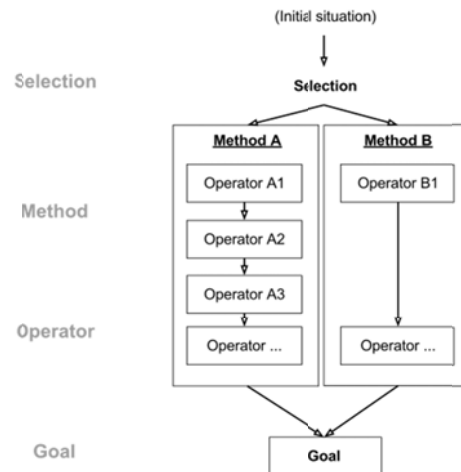 (Initial situation)
Selection
Selection
Method A
Method B
Operator A1
Operator B1
Method
Operator A2
Operator A3
Operator
Operator ...
Operator ...
Goal
Goal